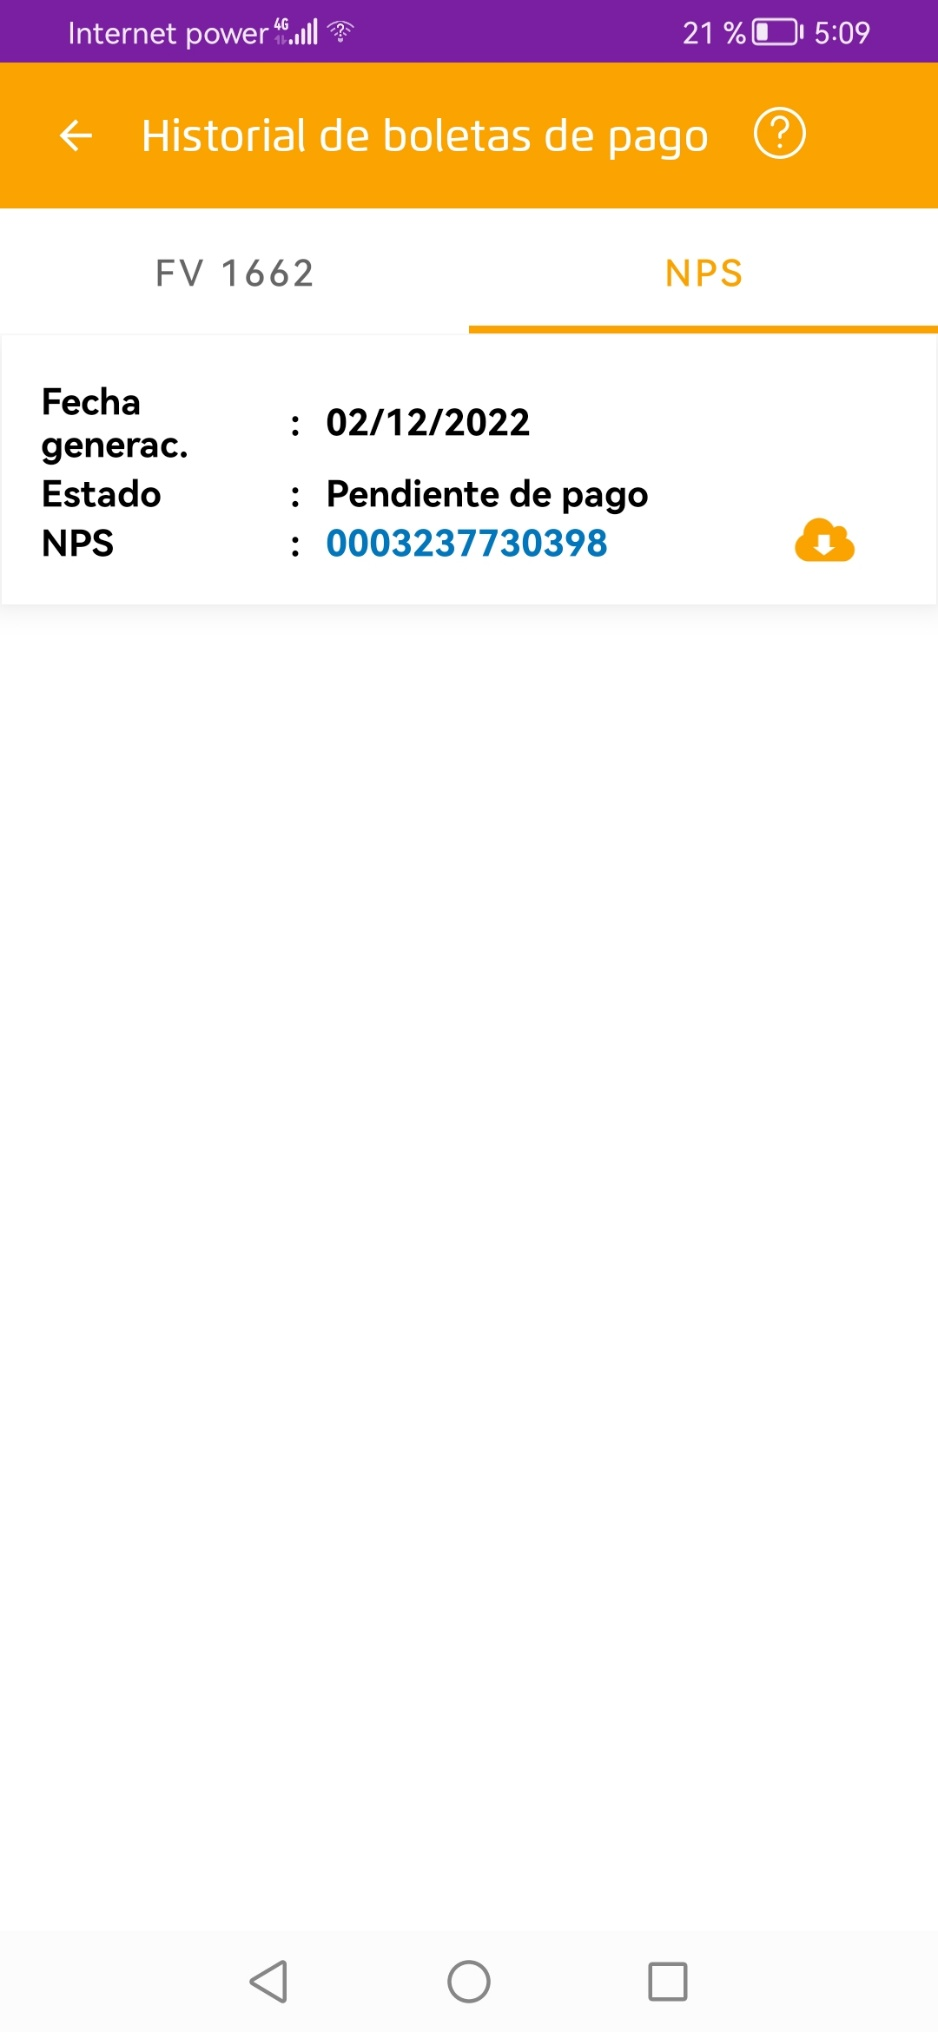 Internet power 4G 21 % 5:09
Historial de boletas de pago ?
FV 1662 NPS
Fecha generac. : 02/12/2022
Estado : Pendiente de pago
NPS : 0003237730398